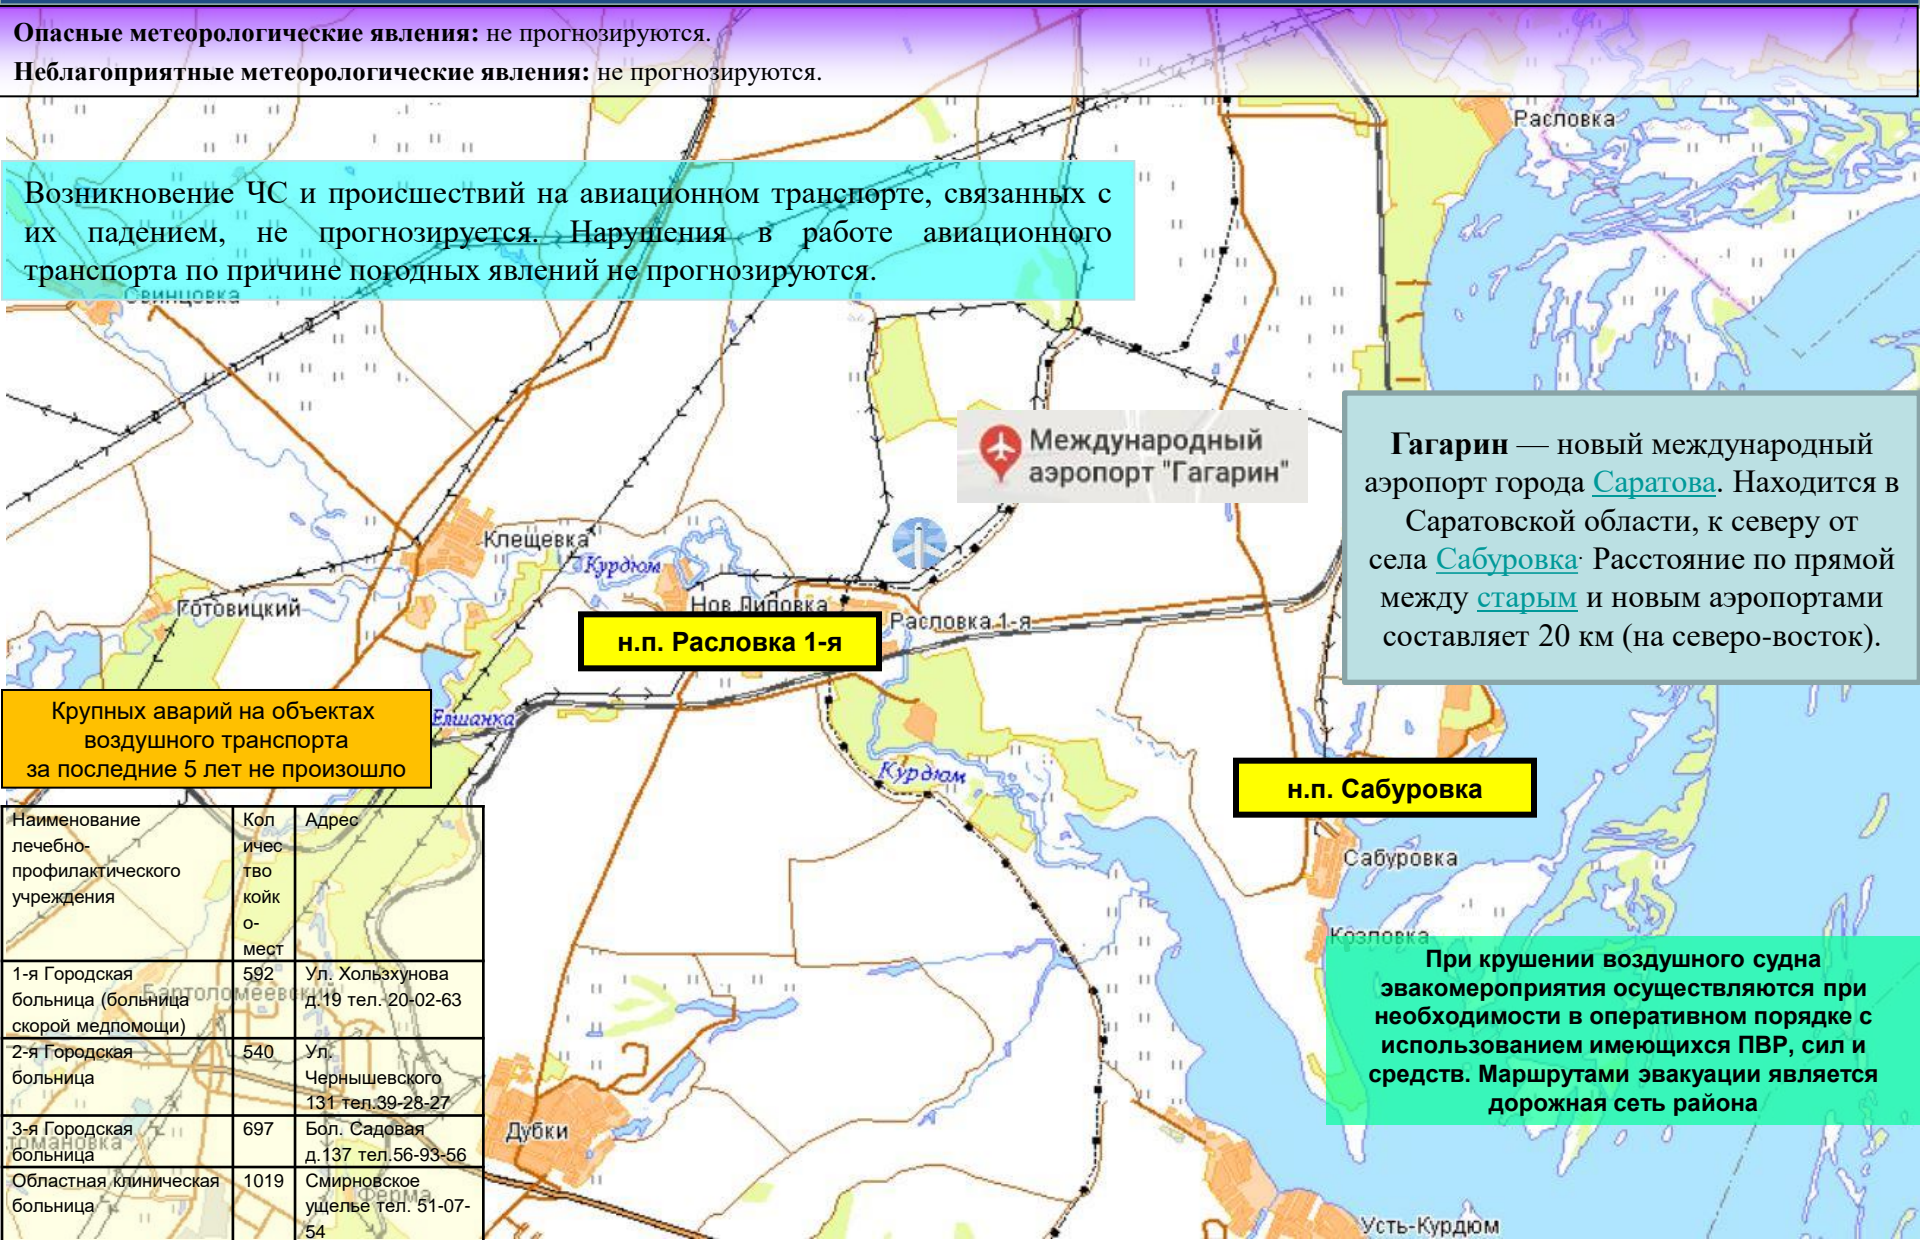 Опасные метеорологические явления: не прогнозируются.
Неблагоприятные метеорологические явления: не прогнозируются.
Расловка
Возникновение ЧС и происшествий на авиационном транспорте, связанных с
их падением, не прогнозируется. Нарушения в работе авиационного
транспорта по причине погодных явлений не прогнозируются.
Свинцовка
Международный
аэропорт "Гагарин"
Гагарин — новый международный
аэропорт города Саратова. Находится в
Саратовской области, к северу от
села Сабуровка. Расстояние по прямой
между старым и новым аэропортами
составляет 20 км (на северо-восток).
Клещевка
Курдюм
Готовицкий
Нов.Липовка
Расловка 1-я
н.п. Расловка 1-я
Елшанка
Крупных аварий на объектах
воздушного транспорта
за последние 5 лет не произошло
Курдюм
н.п. Сабуровка
Сабуровка
Козловка
При крушении воздушного судна
эвакомероприятия осуществляются при
необходимости в оперативном порядке с
использованием имеющихся ПВР, сил и
средств. Маршрутами эвакуации является
дорожная сеть района
Наименование
лечебно-
профилактического
учреждения
Кол
ичес
тво
койк
о-
мест
Адрес
1-я Городская
больница (больница
скорой медпомощи)
592
Ул. Хользхунова
д.19 тел. 20-02-63
Бартоломеевский
2-я Городская
больница
540
Ул.
Чернышевского
131 тел.39-28-27
3-я Городская
больница
697
Бол. Садовая
д.137 тел.56-93-56
томановка
Областная клиническая
больница
1019
Смирновское
ущелье тел. 51-07-
54
Ферма
Дубки
Усть-Курдюм